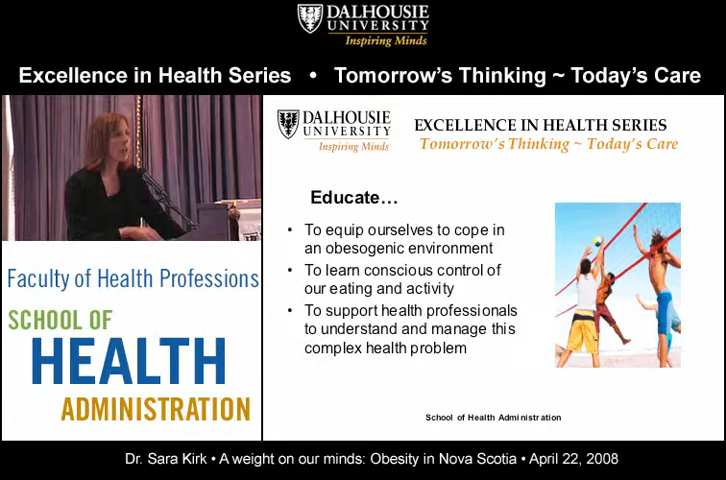 DALHOUSIE
UNIVERSITY
Inspiring Minds
Excellence in Health Series • Tomorrow's Thinking ~ Today's Care
DALHOUSIE
UNIVERSITY
Inspiring Minds
EXCELLENCE IN HEALTH SERIES
Tomorrow's Thinking ~ Today's Care
Educate…
• To equip ourselves to cope in
an obesogenic environment
• To learn conscious control of
our eating and activity
• To support health professionals
to understand and manage this
complex health problem
School of Health Administration
Faculty of Health Professions
SCHOOL OF
HEALTH
ADMINISTRATION
Dr. Sara Kirk • A weight on our minds: Obesity in Nova Scotia • April 22, 2008